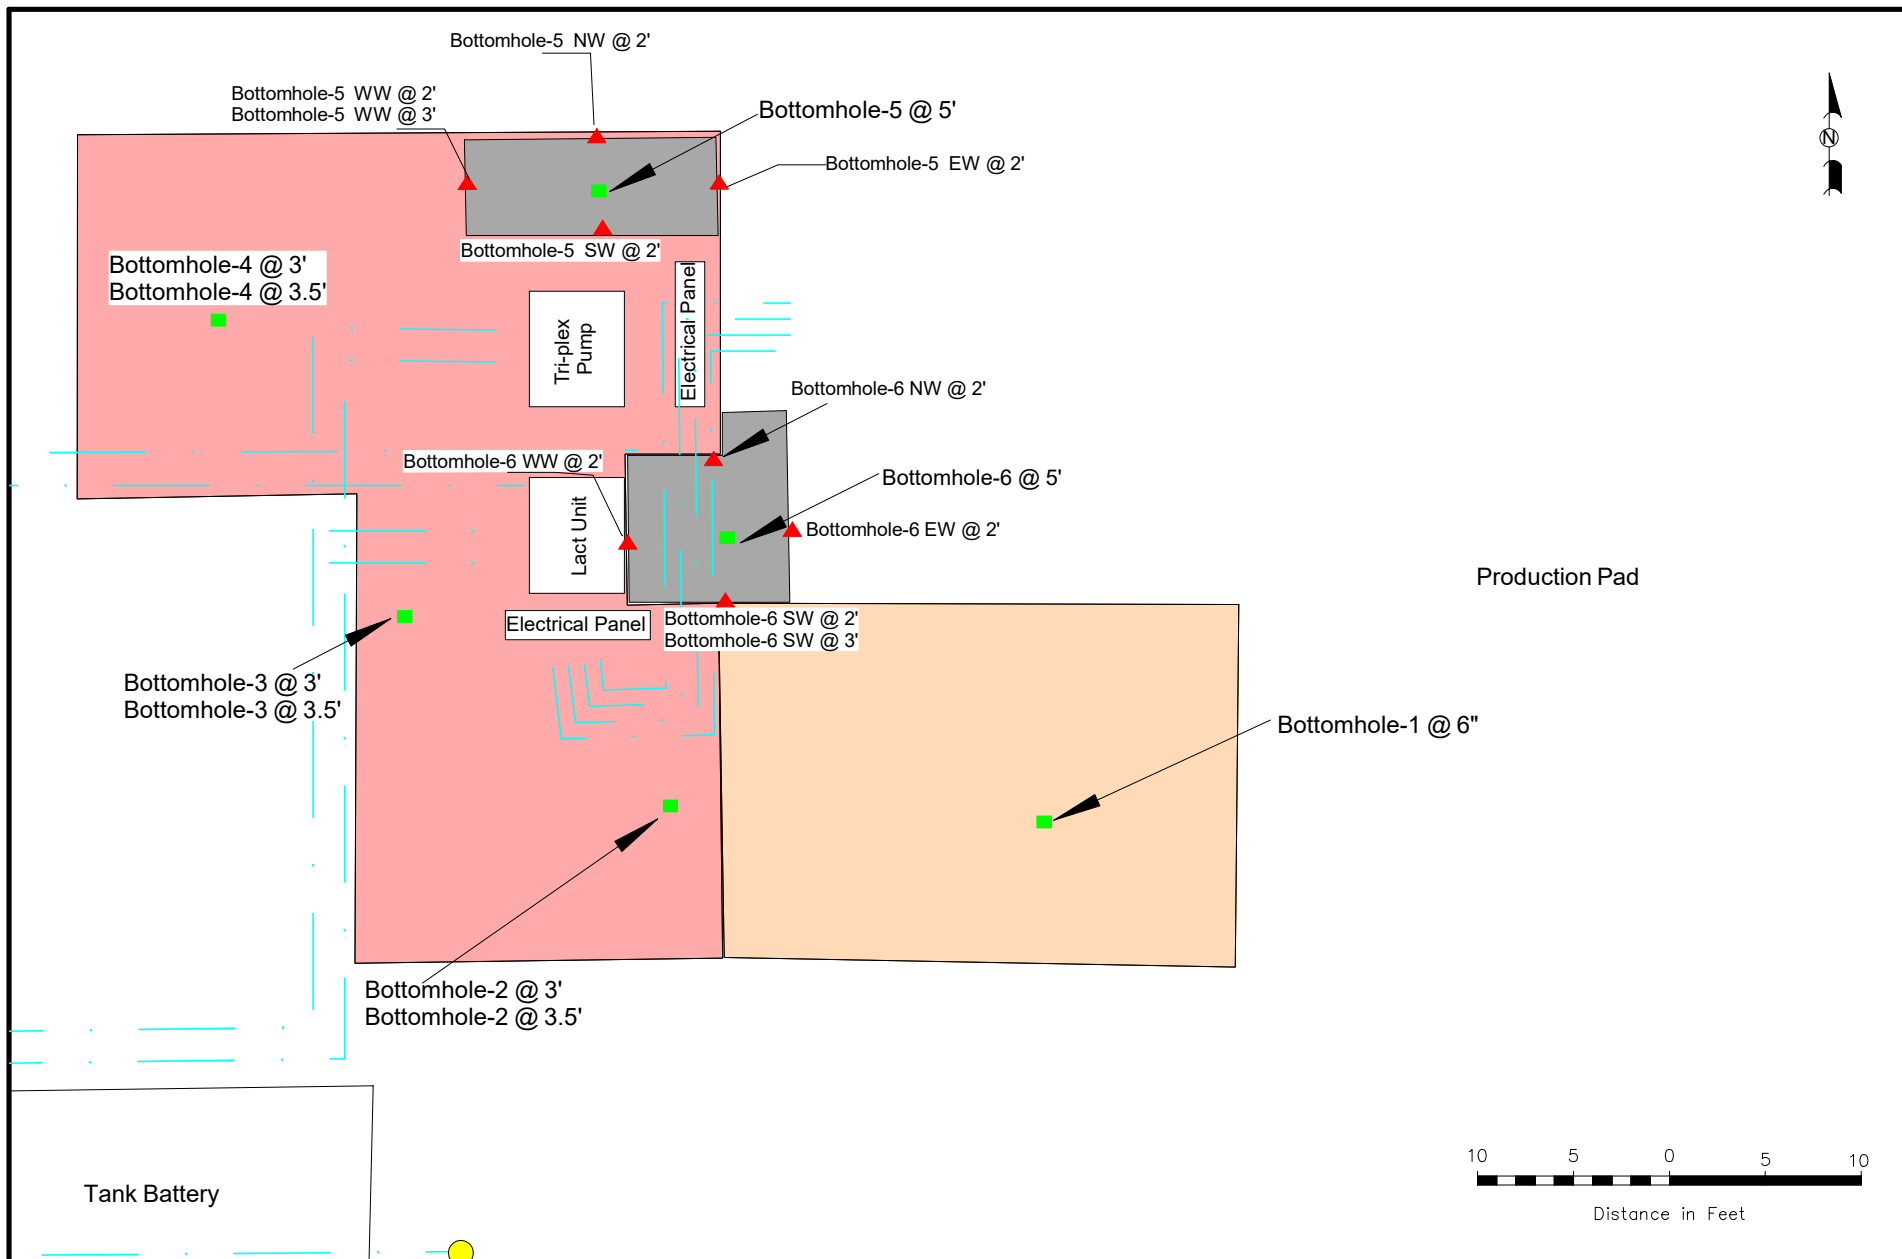 Bottomhole-5 NW @ 2'
Bottomhole-5 WW @ 2'
Bottomhole-5 WW @ 3'
Bottomhole-5 @ 5'
N
Bottomhole-5 EW @ 2'
Bottomhole-5 SW @ 2'
Bottomhole-4 @ 3'
Bottomhole-4 @ 3.5'
Tri-plex
Pump
Electrical Panel
Bottomhole-6 NW @ 2'
Bottomhole-6 WW @ 2'
Bottomhole-6 @ 5'
Lact Unit
Bottomhole-6 EW @ 2'
Production Pad
Electrical Panel
Bottomhole-6 SW @ 2'
Bottomhole-6 SW @ 3'
Bottomhole-3 @ 3'
Bottomhole-3 @ 3.5'
Bottomhole-1 @ 6"
Bottomhole-2 @ 3'
Bottomhole-2 @ 3.5'
10 5 0 5 10
Distance in Feet
Tank Battery